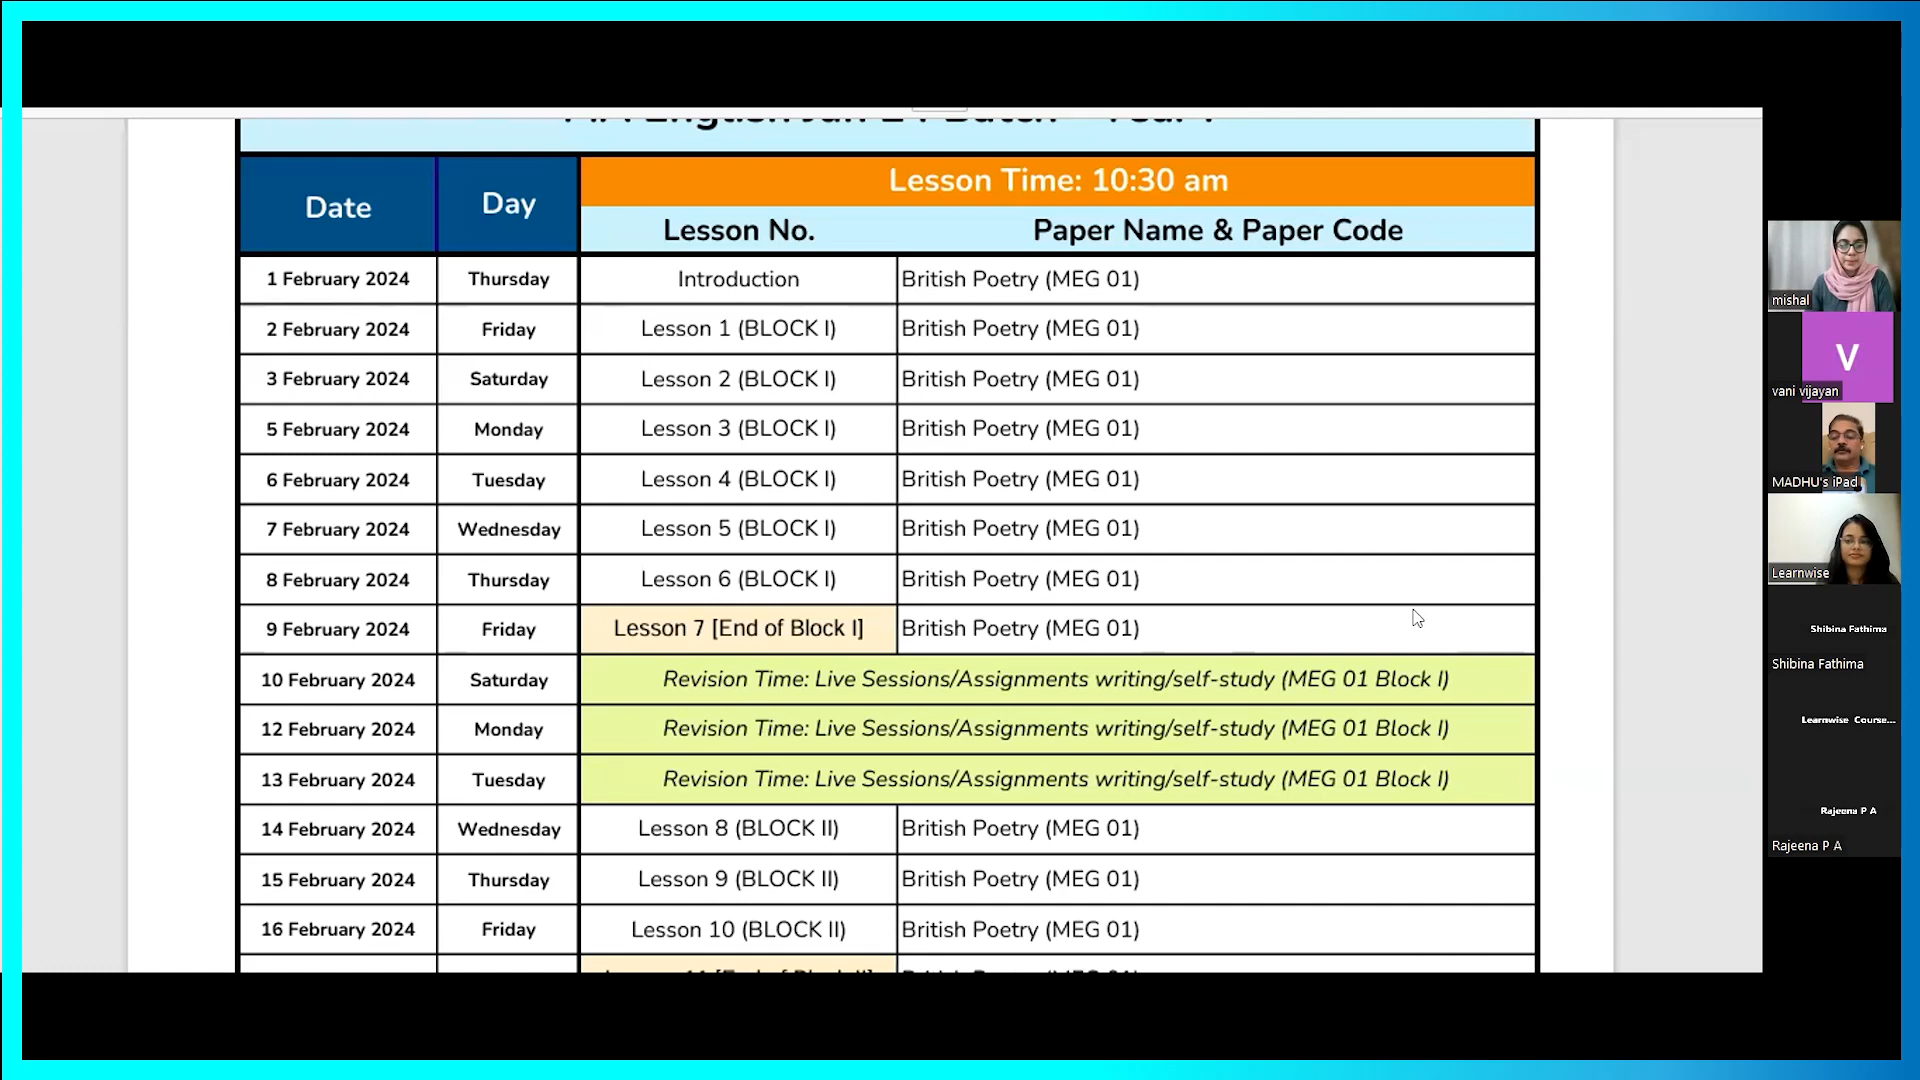 MA English Jan 24 Batch - Year I
Lesson Time: 10:30 am
Date Day Lesson No. Paper Name & Paper Code
1 February 2024 Thursday Introduction British Poetry (MEG 01)
2 February 2024 Friday Lesson 1 (BLOCK I) British Poetry (MEG 01)
3 February 2024 Saturday Lesson 2 (BLOCK I) British Poetry (MEG 01)
5 February 2024 Monday Lesson 3 (BLOCK I) British Poetry (MEG 01)
6 February 2024 Tuesday Lesson 4 (BLOCK I) British Poetry (MEG 01)
7 February 2024 Wednesday Lesson 5 (BLOCK I) British Poetry (MEG 01)
8 February 2024 Thursday Lesson 6 (BLOCK I) British Poetry (MEG 01)
9 February 2024 Friday Lesson 7 [End of Block I] British Poetry (MEG 01)
10 February 2024 Saturday Revision Time: Live Sessions/Assignments writing/self-study (MEG 01 Block I)
12 February 2024 Monday Revision Time: Live Sessions/Assignments writing/self-study (MEG 01 Block I)
13 February 2024 Tuesday Revision Time: Live Sessions/Assignments writing/self-study (MEG 01 Block I)
14 February 2024 Wednesday Lesson 8 (BLOCK II) British Poetry (MEG 01)
15 February 2024 Thursday Lesson 9 (BLOCK II) British Poetry (MEG 01)
16 February 2024 Friday Lesson 10 (BLOCK II) British Poetry (MEG 01)
mishal
V
vani vijayan
MADHU's iPad
Learnwise
Shibina Fathima
Shibina Fathima
Learnwise Course...
Rajeena P A
Rajeena P A